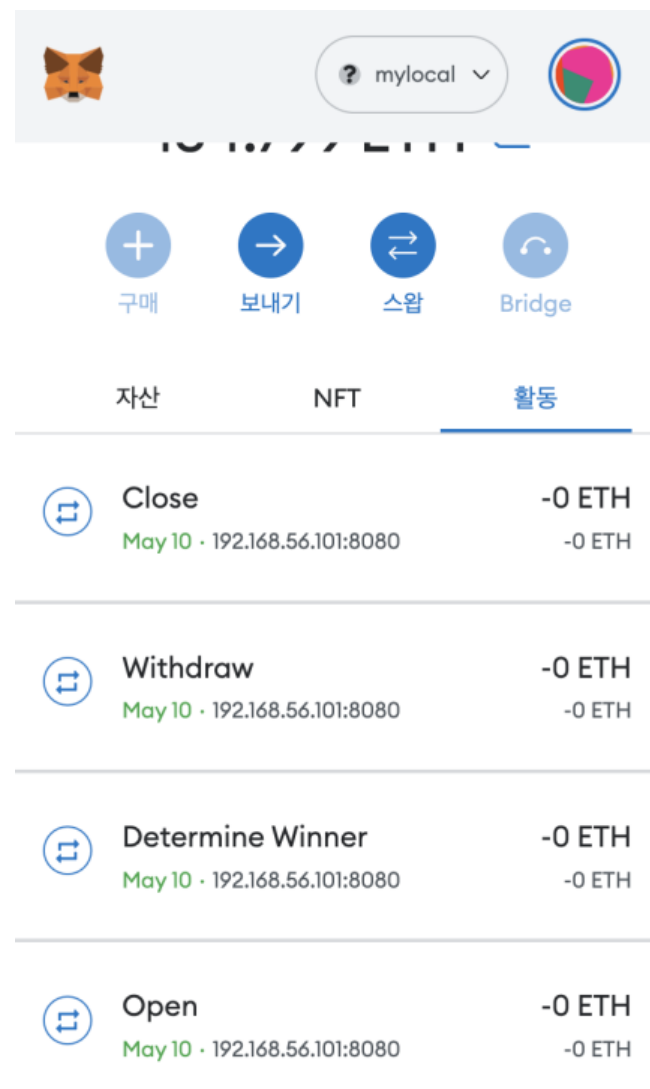 ? mylocal
ETH
구매 보내기 스왑 Bridge
자산 NFT 활동
Close -0 ETH
May 10 · 192.168.56.101:8080 -0 ETH
Withdraw -0 ETH
May 10 · 192.168.56.101:8080 -0 ETH
Determine Winner -0 ETH
May 10 · 192.168.56.101:8080 -0 ETH
Open -0 ETH
May 10 · 192.168.56.101:8080 -0 ETH